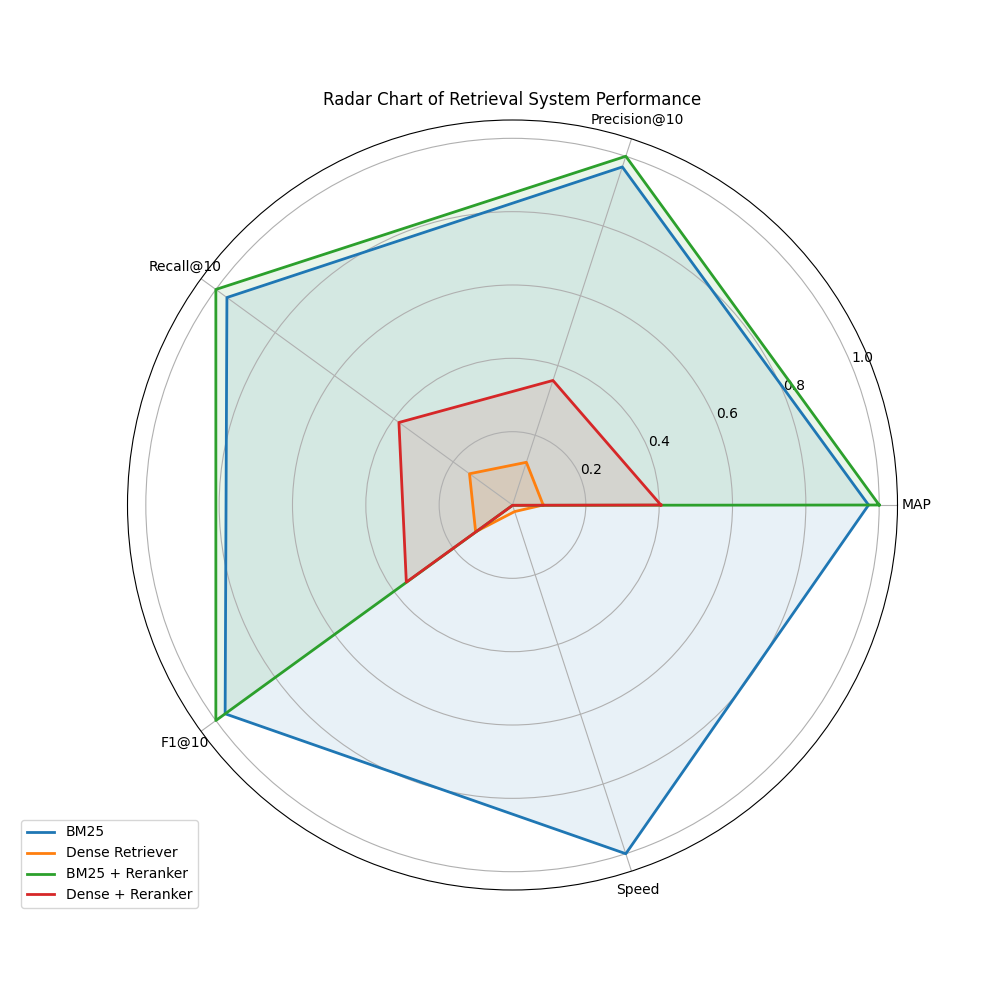 Radar Chart of Retrieval System Performance
Precision@10
Recall@10
1.0
0.8
0.6
0.4
0.2
MAP
F1@10
Speed
BM25
Dense Retriever
BM25 + Reranker
Dense + Reranker